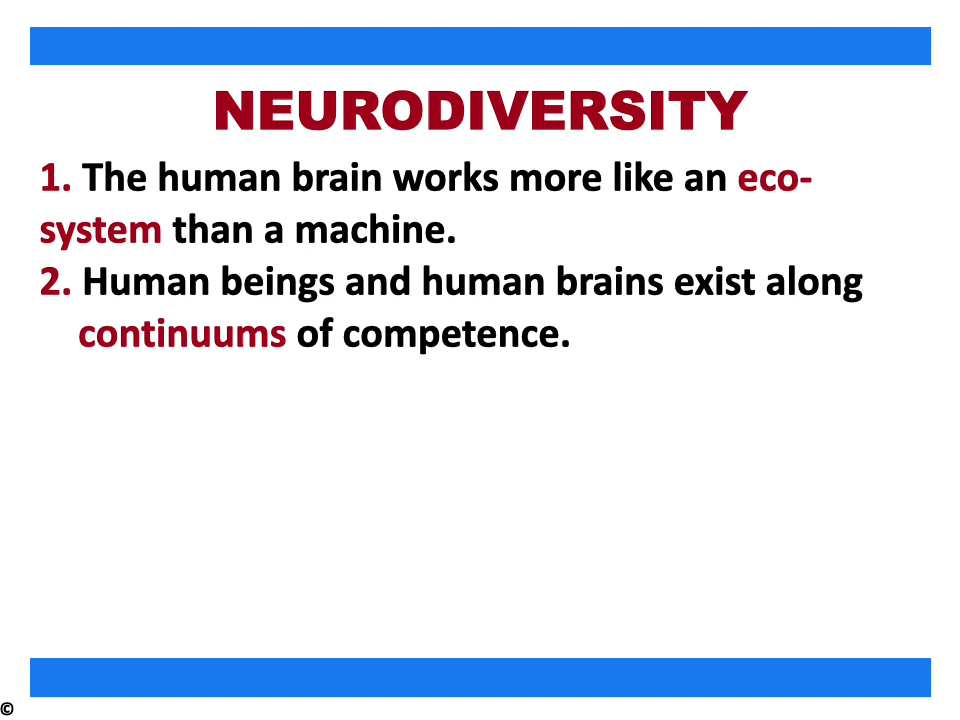 NEURODIVERSITY
1. The human brain works more like an eco-
system than a machine.
2. Human beings and human brains exist along
continuums of competence.
©